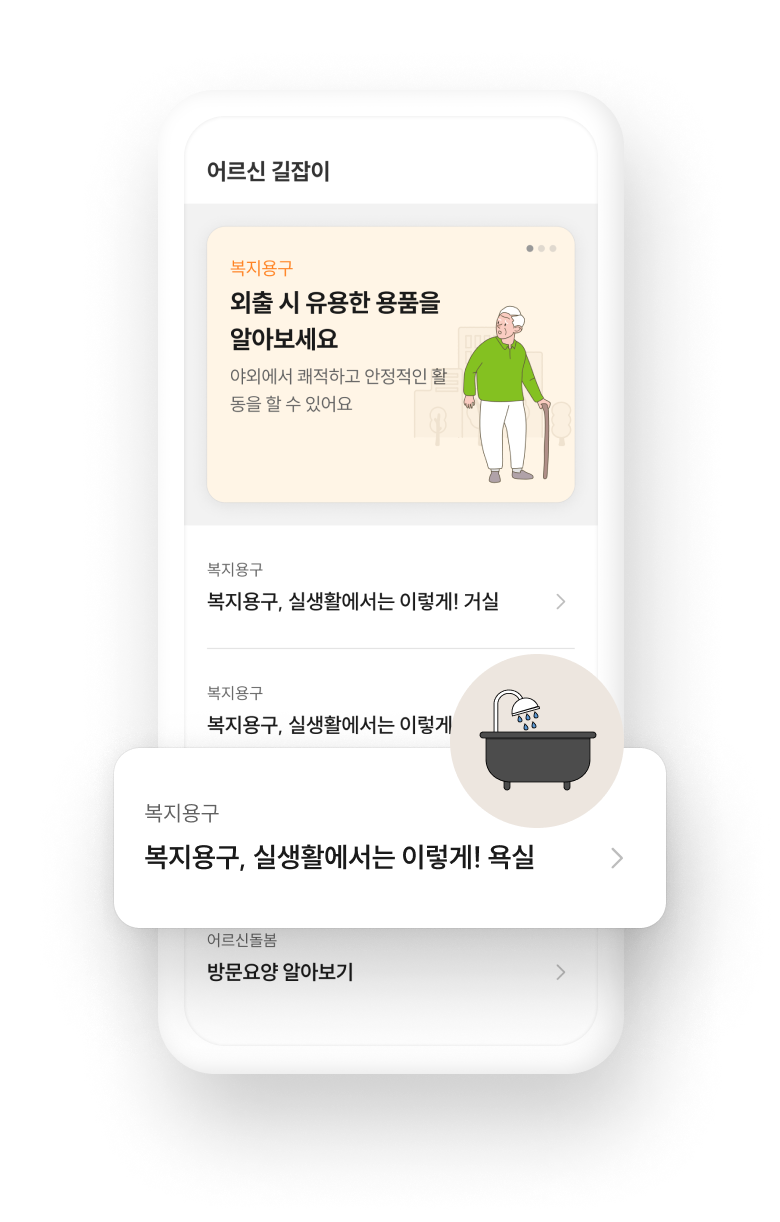 어르신 길잡이
복지용구
외출 시 유용한 용품을
알아보세요
야외에서 쾌적하고 안정적인 활
동을 할 수 있어요
복지용구
복지용구, 실생활에서는 이렇게! 거실
복지용구
복지용구, 실생활에서는 이렇게
복지용구
복지용구, 실생활에서는 이렇게! 욕실
어르신돌봄
방문요양 알아보기